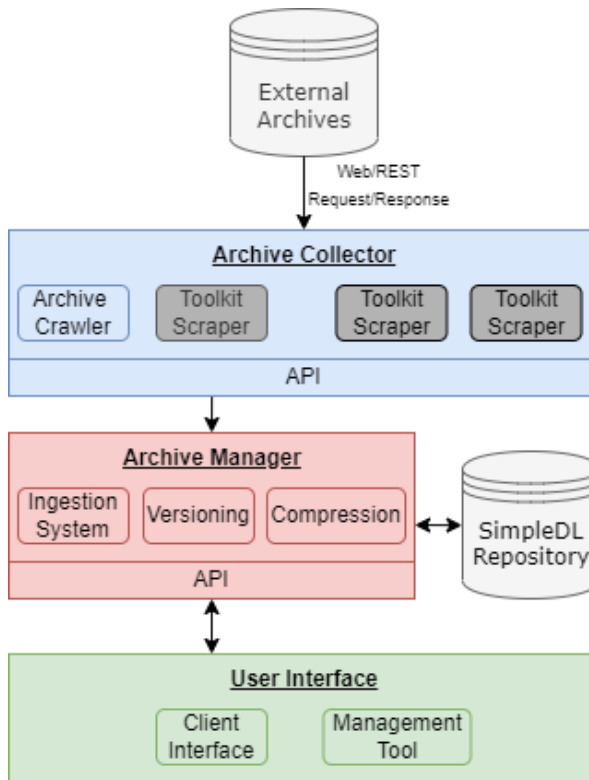 External
Archives
Web/REST
Request/Response
Archive Collector
Archive
Crawler
Toolkit
Scraper
Toolkit
Scraper
Toolkit
Scraper
API
Archive Manager
Ingestion
System
Versioning
Compression
API
SimpleDL
Repository
User Interface
Client
Interface
Management
Tool